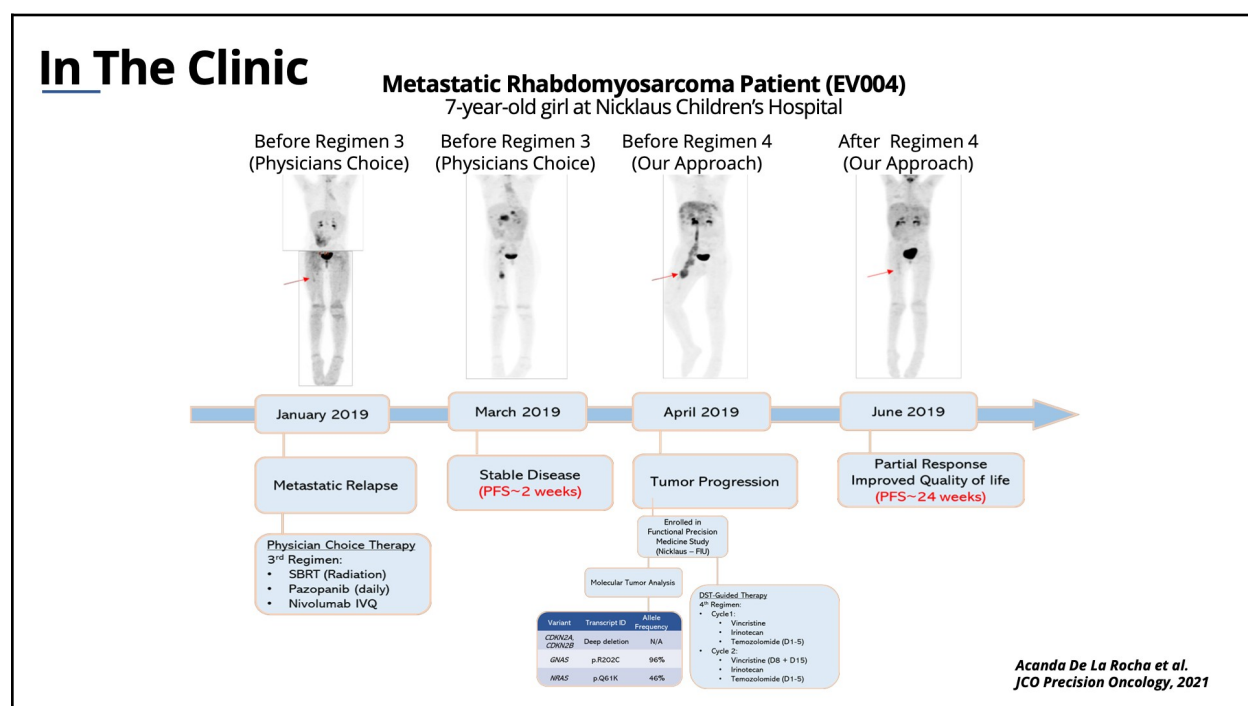 In The Clinic
Metastatic Rhabdomyosarcoma Patient (EV004)
7-year-old girl at Nicklaus Children's Hospital
Before Regimen 3
(Physicians Choice)
Before Regimen 3
(Physicians Choice)
Before Regimen 4
(Our Approach)
After Regimen 4
(Our Approach)
January 2019
March 2019
April 2019
June 2019
Metastatic Relapse
Physician Choice Therapy
3rd Regimen:
• SBRT (Radiation)
• Pazopanib (daily)
• Nivolumab IVQ
Stable Disease
(PFS~2 weeks)
Tumor Progression
Enrolled in
Functional Precision
Medicine Study
(Nicklaus – FIU)
Molecular Tumor Analysis
Variant Transcript ID Allele Frequency
CDKN2A, CDKN2B Deep deletion N/A
GNAS p.R202C 96%
NRAS p.Q61K 46%
DST-Guided Therapy
4th Regimen:
• Cycle1:
• Vincristine
• Irinotecan
• Temozolomide (D1-5)
• Cycle 2:
• Vincristine (D8 + D15)
• Irinotecan
• Temozolomide (D1-5)
Partial Response
Improved Quality of life
(PFS~24 weeks)
Acanda De La Rocha et al.
JCO Precision Oncology, 2021